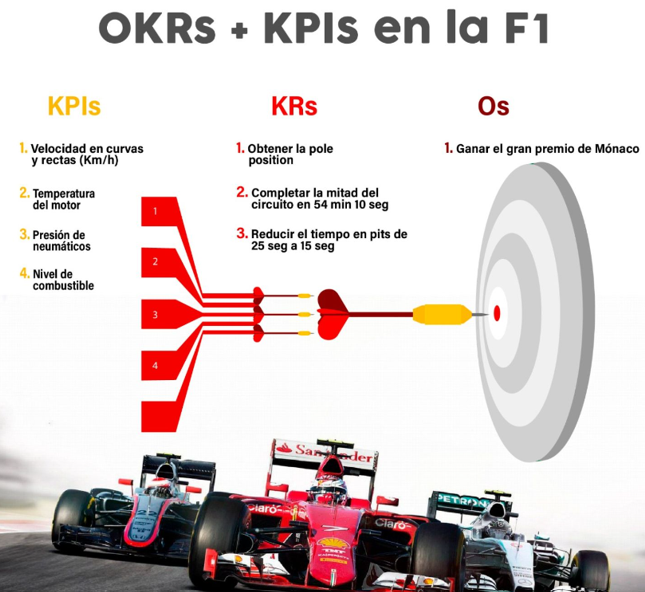 OKRs + KPIs en la F1
KPIs
1. Velocidad en curvas
y rectas (Km/h)
2. Temperatura
del motor
3. Presión de
neumáticos
4. Nivel de
combustible
KRs
1. Obtener la pole
position
2. Completar la mitad del
circuito en 54 min 10 seg
3. Reducir el tiempo en pits de
25 seg a 15 seg
Os
1. Ganar el gran premio de Mónaco
1
2
3
4
Santander
Claro
Claro
PETRONAS
7